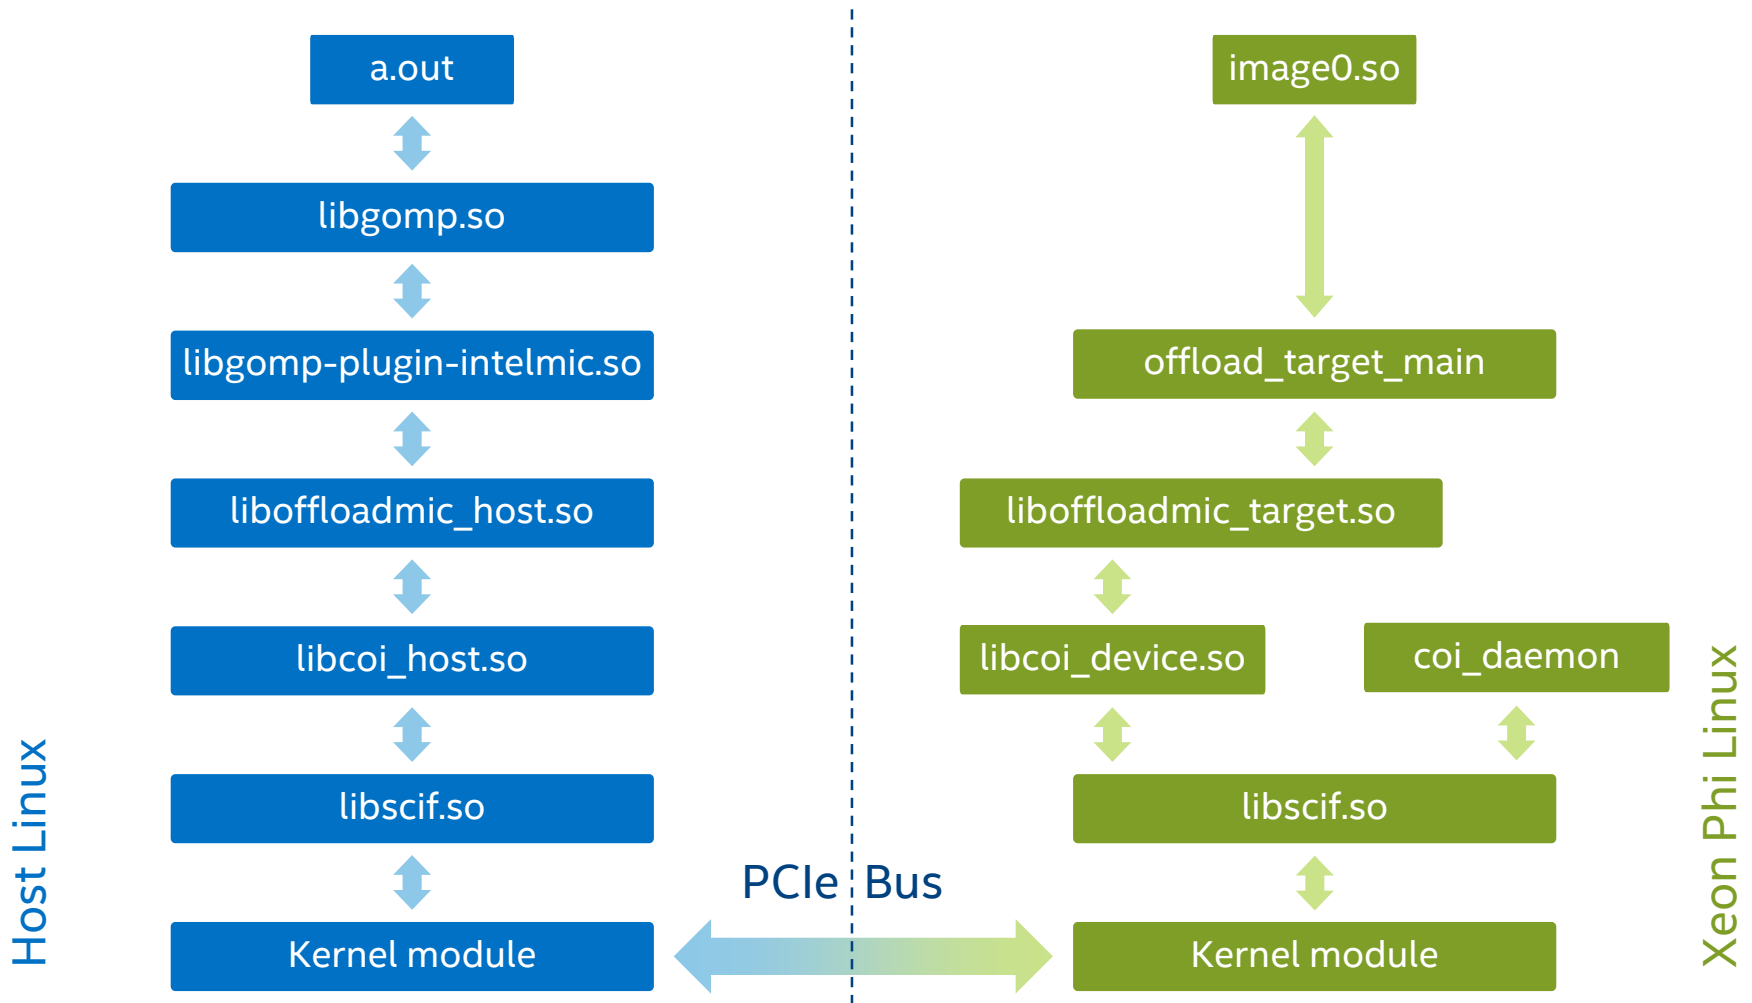 a.out
libgomp.so
libgomp-plugin-intelmic.so
liboffloadmic_host.so
libcoi_host.so
libscif.so
Kernel module
Host Linux
PCIe Bus
image0.so
offload_target_main
liboffloadmic_target.so
libcoi_device.so
coi_daemon
libscif.so
Kernel module
Xeon Phi Linux